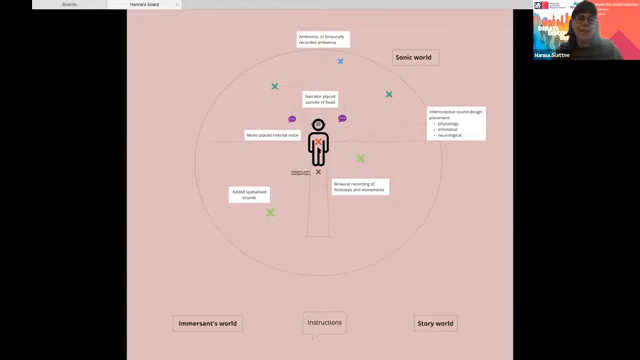 Boards
Hanna's board
Ambisonic or binaurally
recorded ambience
Sonic world
Narrator placed
outside of head
Interoceptive sound design
placement:
• physiology
• emotional
• neurological
Mono placed internal voice
Binaural recording of
footsteps and movements
Added spatialised
sounds
Immersant's world
Instructions
Story world
DEBATE
Hanna Slattne